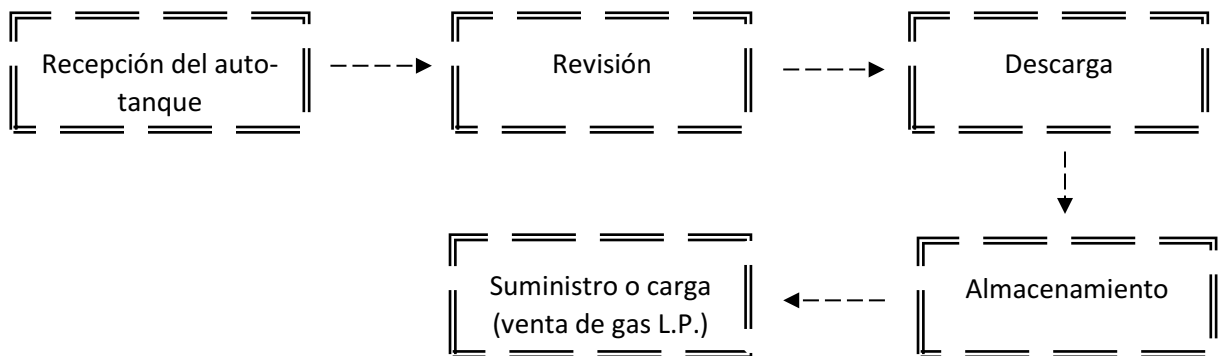 Recepción del auto-
tanque
Revisión
Descarga
Almacenamiento
Suministro o carga
(venta de gas L.P.)